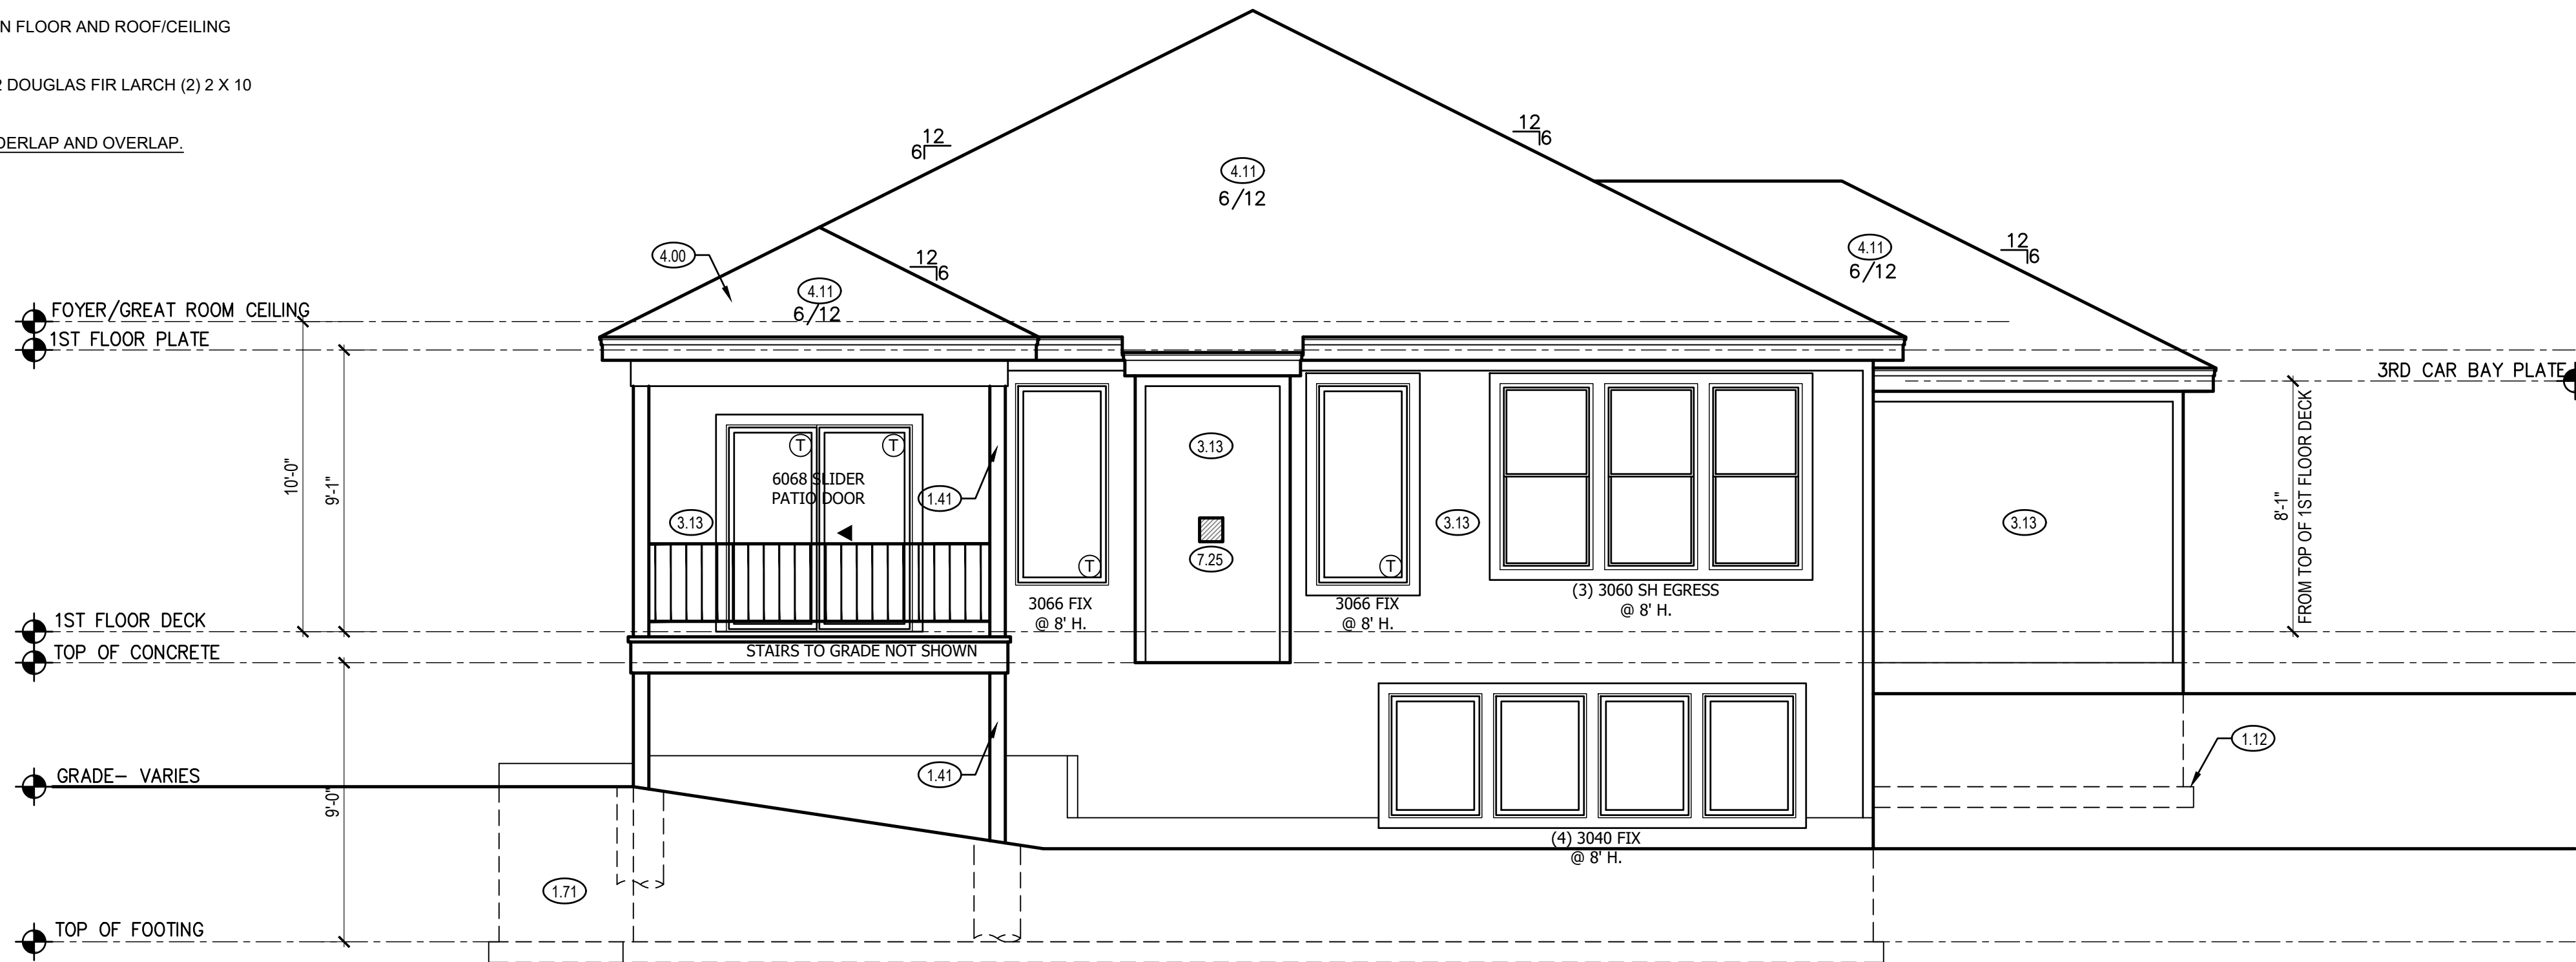 N FLOOR AND ROOF/CEILING
2 DOUGLAS FIR LARCH (2) 2 X 10
DERLAP AND OVERLAP.
12
6
12
6
4.11
6/12
12
6
4.00
4.11
6/12
4.11
6/12
12
6
FOYER/GREAT ROOM CEILING
1ST FLOOR PLATE
3RD CAR BAY PLATE
10'-0"
9'-1"
T
T
6068 SLIDER
PATIO DOOR
3.13
1.41
3.13
7.25
T
T
3066 FIX
@ 8' H.
3066 FIX
@ 8' H.
3.13
(3) 3060 SH EGRESS
@ 8' H.
3.13
8'-1"
FROM TOP OF 1ST FLOOR DECK
1ST FLOOR DECK
TOP OF CONCRETE
STAIRS TO GRADE NOT SHOWN
1.12
GRADE- VARIES
1.41
9'-0"
(4) 3040 FIX
@ 8' H.
1.71
TOP OF FOOTING